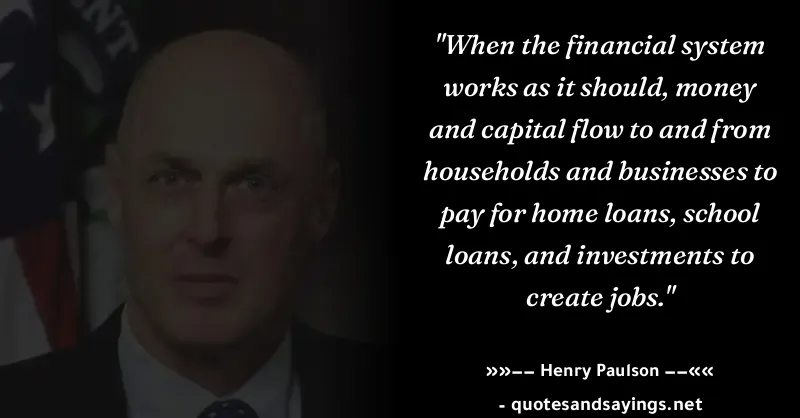 NT
"When the financial system
works as it should, money
and capital flow to and from
households and businesses to
pay for home loans, school
loans, and investments to
create jobs."
»»−− Henry Paulson −−««
- quotesandsayings.net